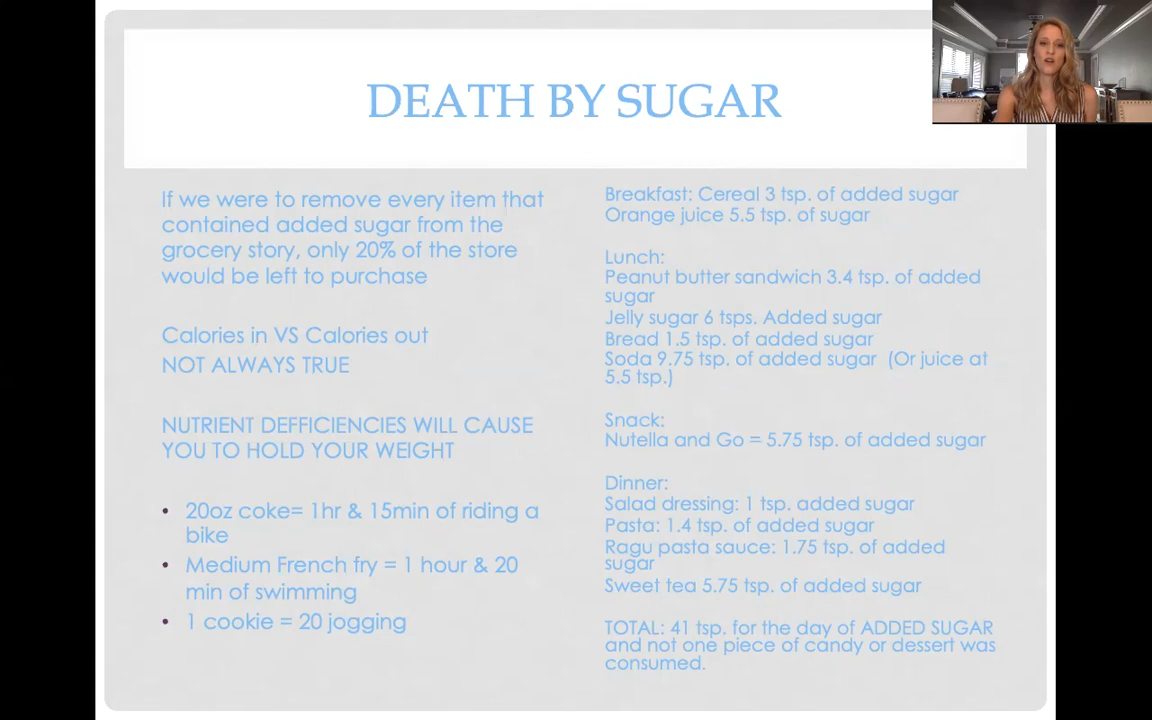 DEATH BY SUGAR
If we were to remove every item that
contained added sugar from the
grocery story, only 20% of the store
would be left to purchase
Calories in VS Calories out
NOT ALWAYS TRUE
NUTRIENT DEFFICIENCIES WILL CAUSE
YOU TO HOLD YOUR WEIGHT
• 20oz coke= 1hr & 15min of riding a
bike
• Medium French fry = 1 hour & 20
min of swimming
• 1 cookie = 20 jogging
Breakfast: Cereal 3 tsp. of added sugar
Orange juice 5.5 tsp. of sugar
Lunch:
Peanut butter sandwich 3.4 tsp. of added
sugar
Jelly sugar 6 tsps. Added sugar
Bread 1.5 tsp. of added sugar
Soda 9.75 tsp. of added sugar (Or juice at
5.5 tsp.)
Snack:
Nutella and Go = 5.75 tsp. of added sugar
Dinner:
Salad dressing: 1 tsp. added sugar
Pasta: 1.4 tsp. of added sugar
Ragu pasta sauce: 1.75 tsp. of added
sugar
Sweet tea 5.75 tsp. of added sugar
TOTAL: 41 tsp. for the day of ADDED SUGAR
and not one piece of candy or dessert was
consumed.